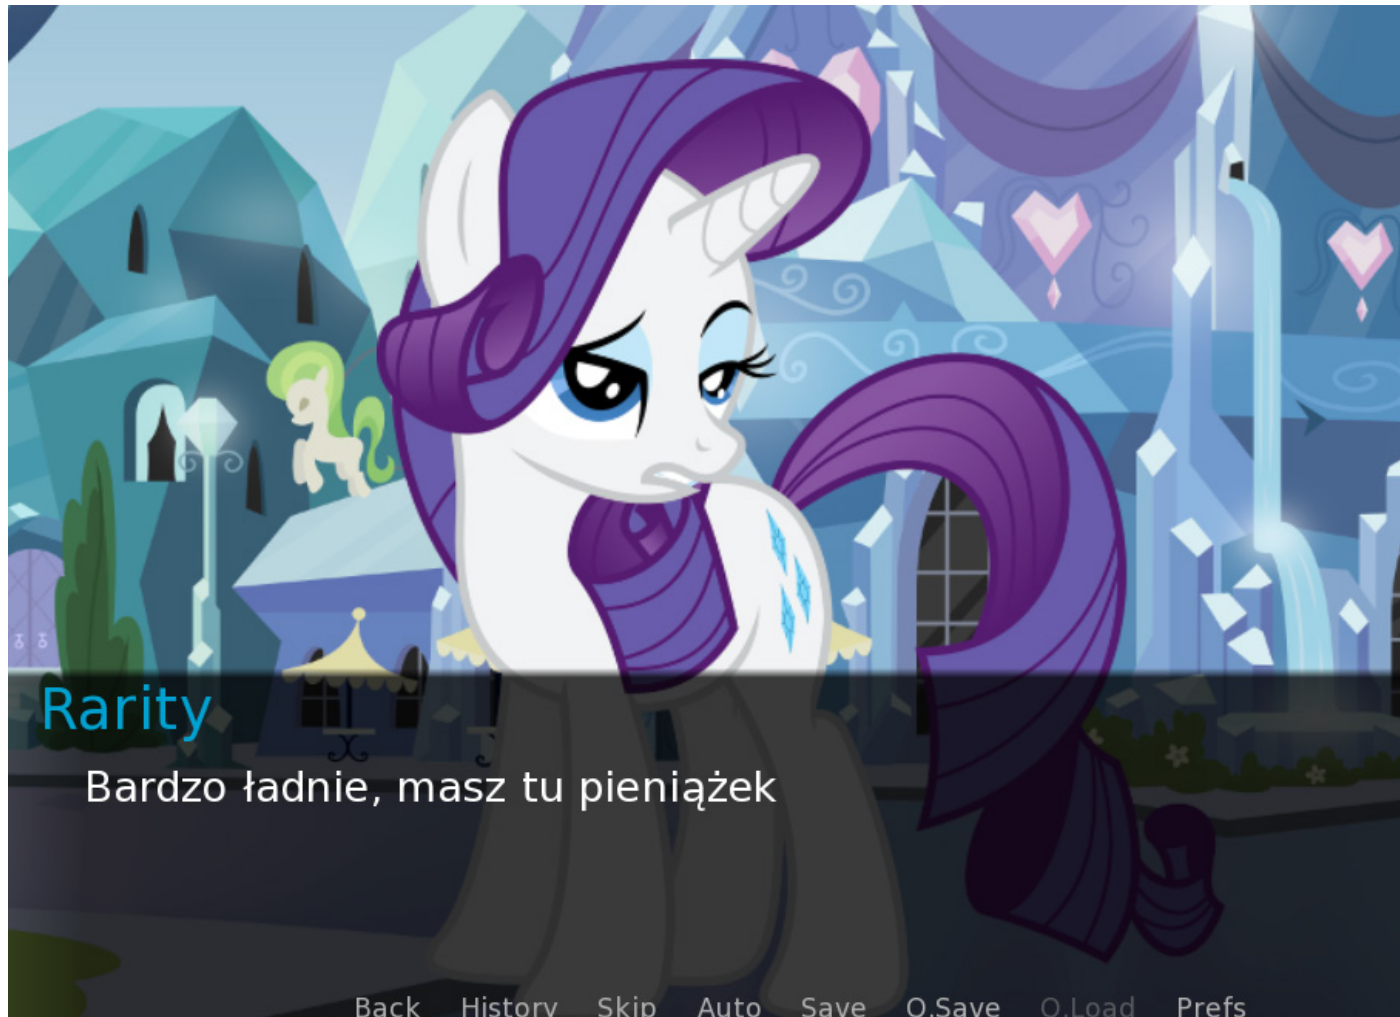 Rarity
Bardzo ładnie, masz tu pieniążek
Back History Skip Auto Save Q.Save Q.Load Prefs